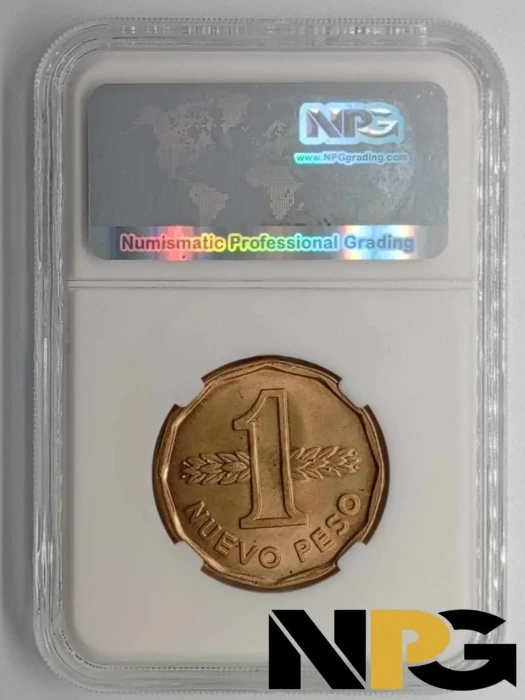 NPG
www.NPGgrading.com
Numismatic Professional Grading
1
NUEVO PESO
NPG